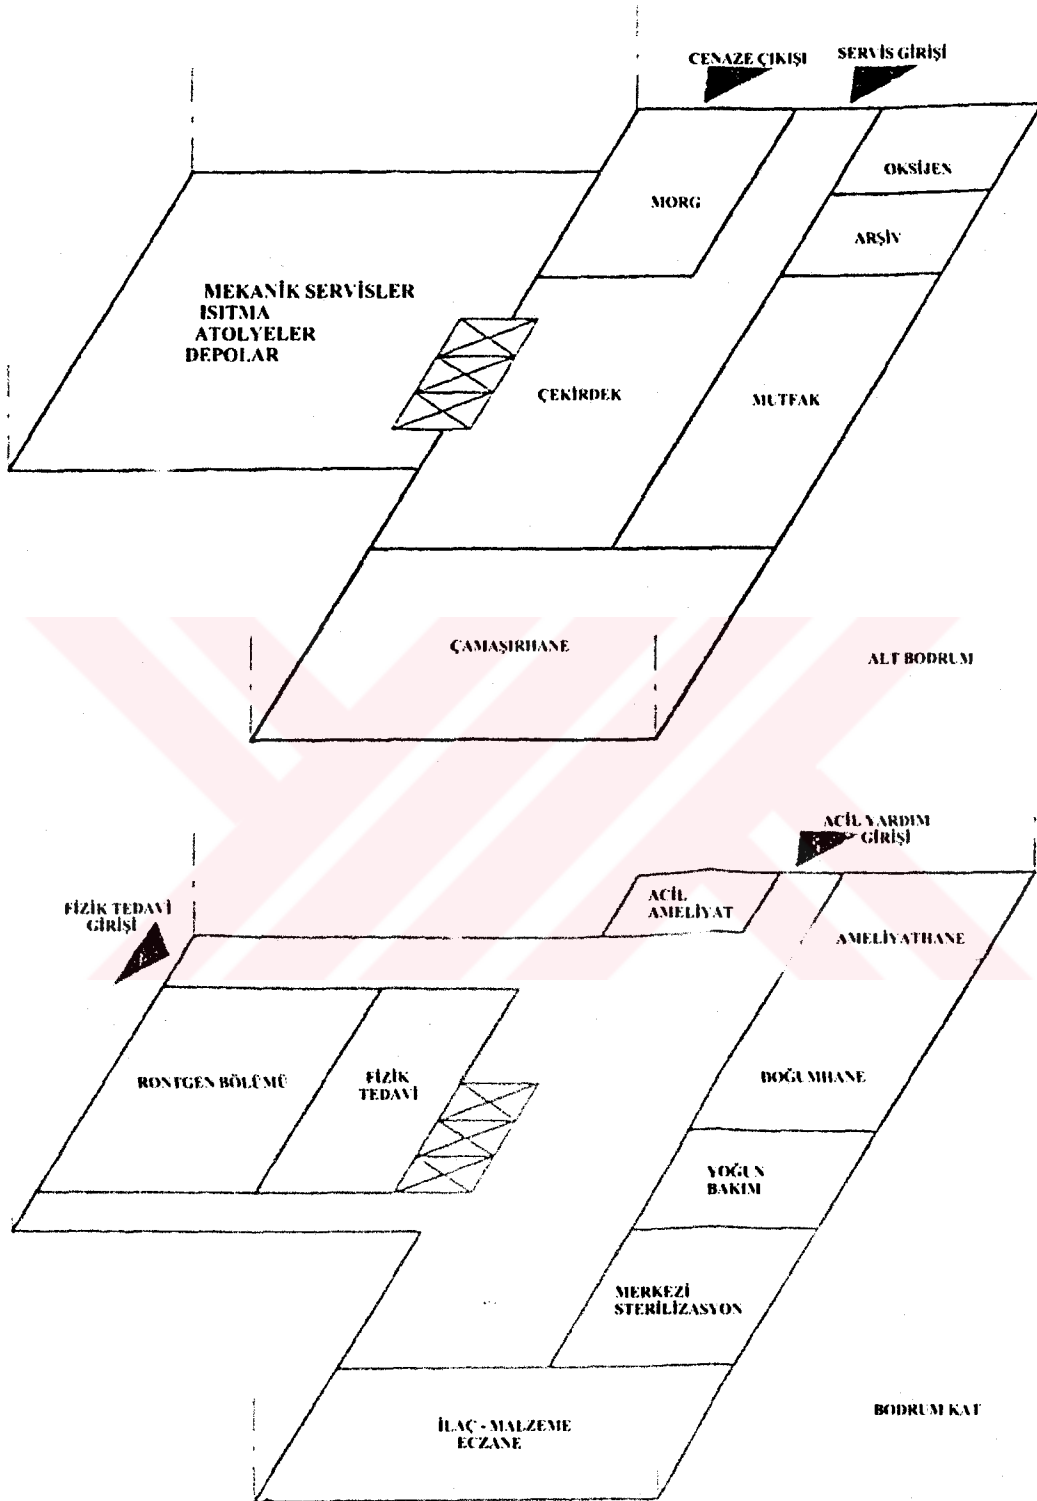 CENAZE ÇIKIŞI
SERVİS GİRİŞİ
OKSİJEN
MORG
ARŞİV
MEKANİK SERVİSLER
ISITMA
ATOLYELER
DEPOLAR
ÇEKİRDEK
MUTFAK
ÇAMAŞIRHANE
ALT BODRUM
ACİL YARDIM
GİRİŞİ
FİZİK TEDAVİ
GİRİŞİ
ACİL
AMELİYAT
AMELİYATHANE
RONTGEN BÖLÜMÜ
FİZİK
TEDAVİ
DOĞUMHANE
YOĞUN
BAKIM
MERKEZİ
STERİLİZASYON
İLAÇ - MALZEME
ECZANE
BODRUM KAT